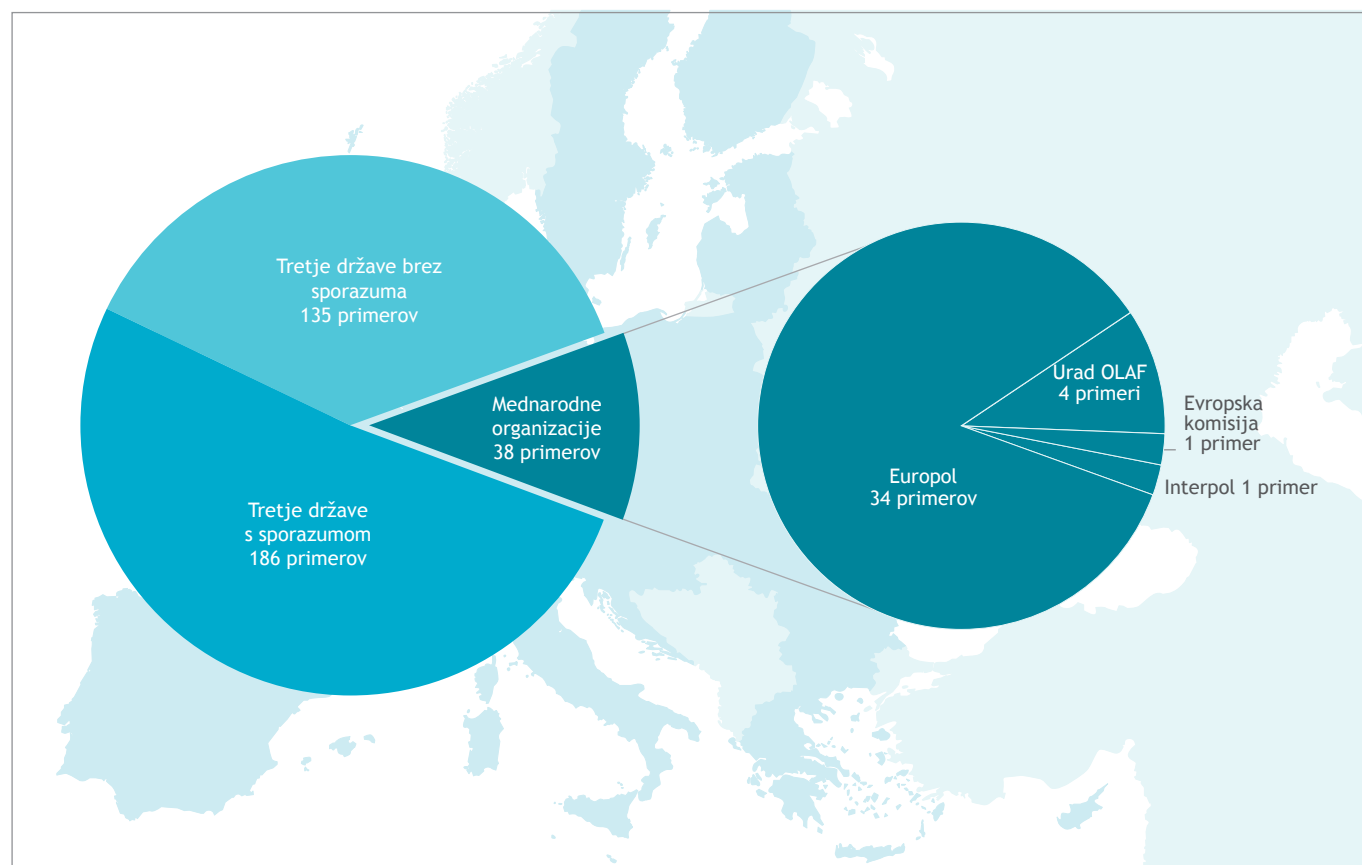 Tretje države brez
sporazuma
135 primerov
Mednarodne
organizacije
38 primerov
Tretje države
s sporazumom
186 primerov
Urad OLAF
4 primeri
Evropska
komisija
1 primer
Interpol 1 primer
Europol
34 primerov